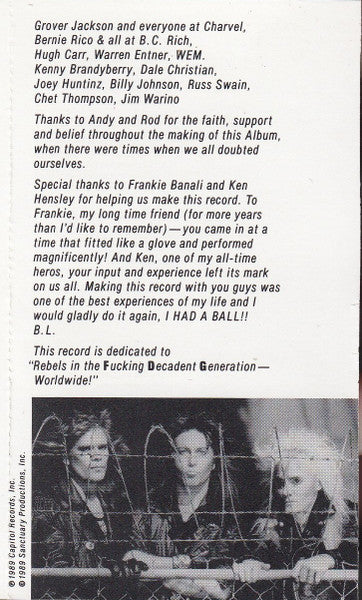 Grover Jackson and everyone at Charvel,
Bernie Rico & all at B.C. Rich,
Hugh Carr, Warren Entner, WEM.
Kenny Brandyberry, Dale Christian,
Joey Huntinz, Billy Johnson, Russ Swain,
Chet Thompson, Jim Warino
Thanks to Andy and Rod for the faith, support
and belief throughout the making of this Album,
when there were times when we all doubted
ourselves.
Special thanks to Frankie Banali and Ken
Hensley for helping us make this record. To
Frankie, my long time friend (for more years
than I'd like to remember)—you came in at a
time that fitted like a glove and performed
magnificently! And Ken, one of my all-time
heros, your input and experience left its mark
on us all. Making this record with you guys was
one of the best experiences of my life and I
would gladly do it again, I HAD A BALL!!
B.L.
This record is dedicated to
"Rebels in the Fucking Decadent Generation—
Worldwide!"
©1989 Capitol Records, Inc.
©1989 Sanctuary Productions, Inc.